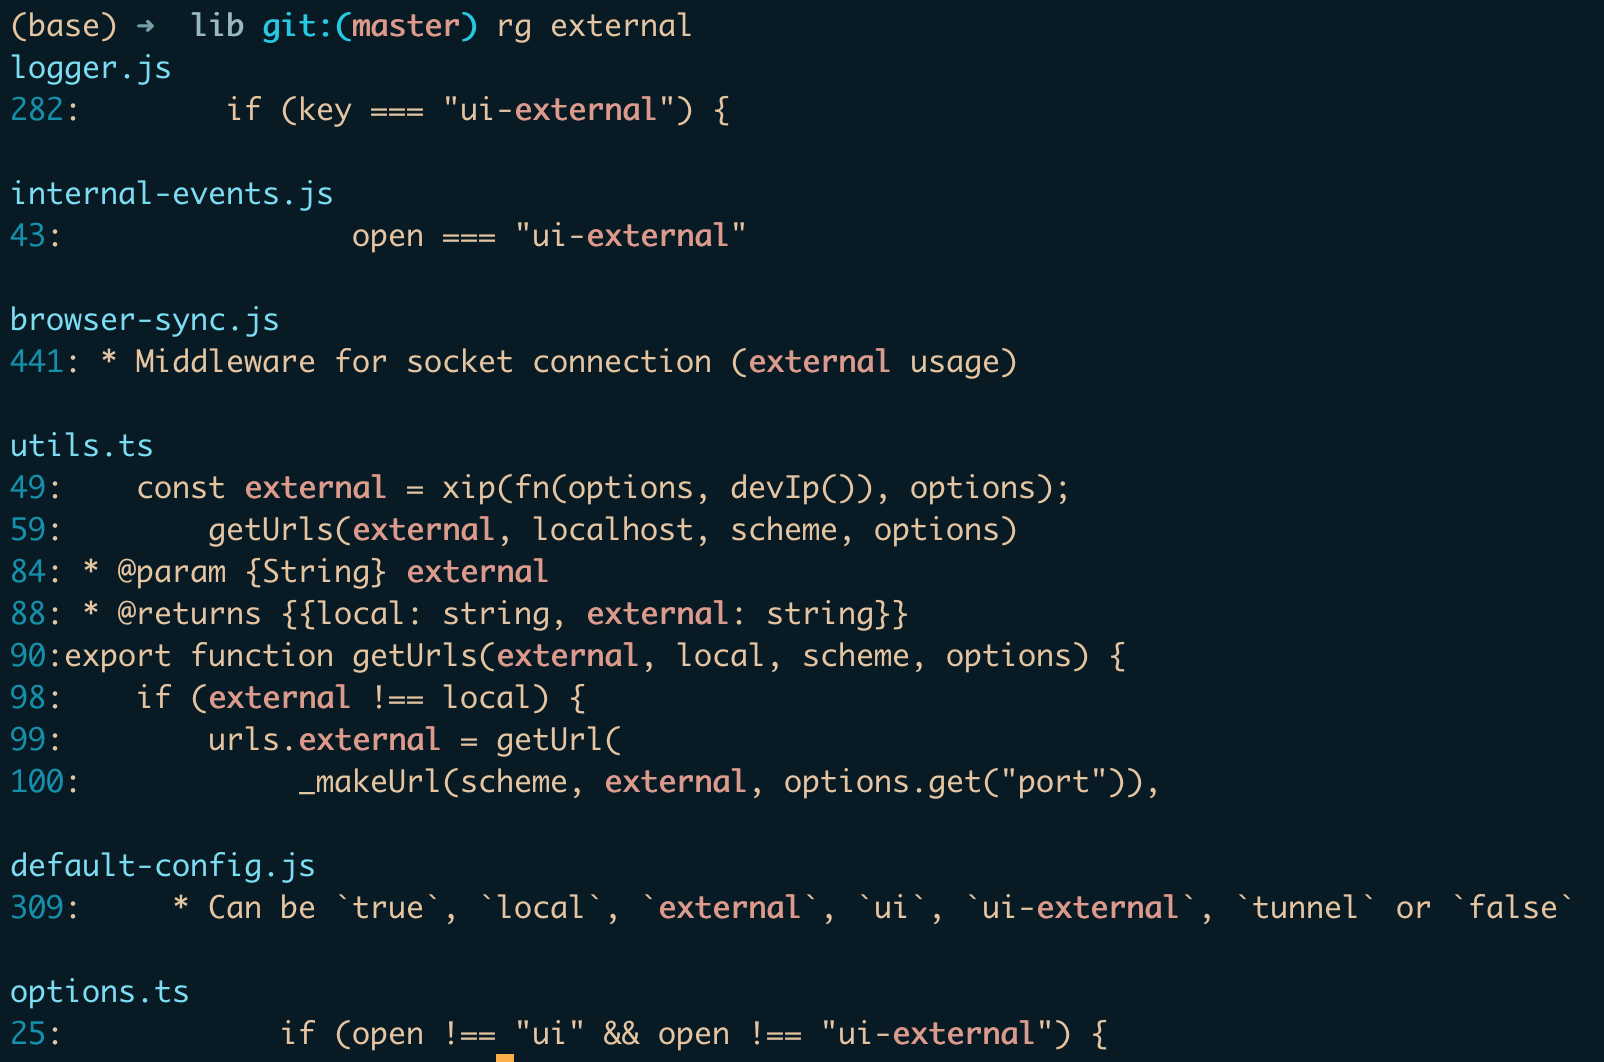 (base) ➜  lib git:(master) rg external
logger.js
282:        if (key === "ui-external") {

internal-events.js
43:                open === "ui-external"

browser-sync.js
441: * Middleware for socket connection (external usage)

utils.ts
49:    const external = xip(fn(options, devIp()), options);
59:        getUrls(external, localhost, scheme, options)
84: * @param {String} external
88: * @returns {{local: string, external: string}}
90:export function getUrls(external, local, scheme, options) {
98:    if (external !== local) {
99:        urls.external = getUrl(
100:            _makeUrl(scheme, external, options.get("port")),

default-config.js
309:     * Can be `true`, `local`, `external`, `ui`, `ui-external`, `tunnel` or `false`

options.ts
25:            if (open !== "ui" && open !== "ui-external") {